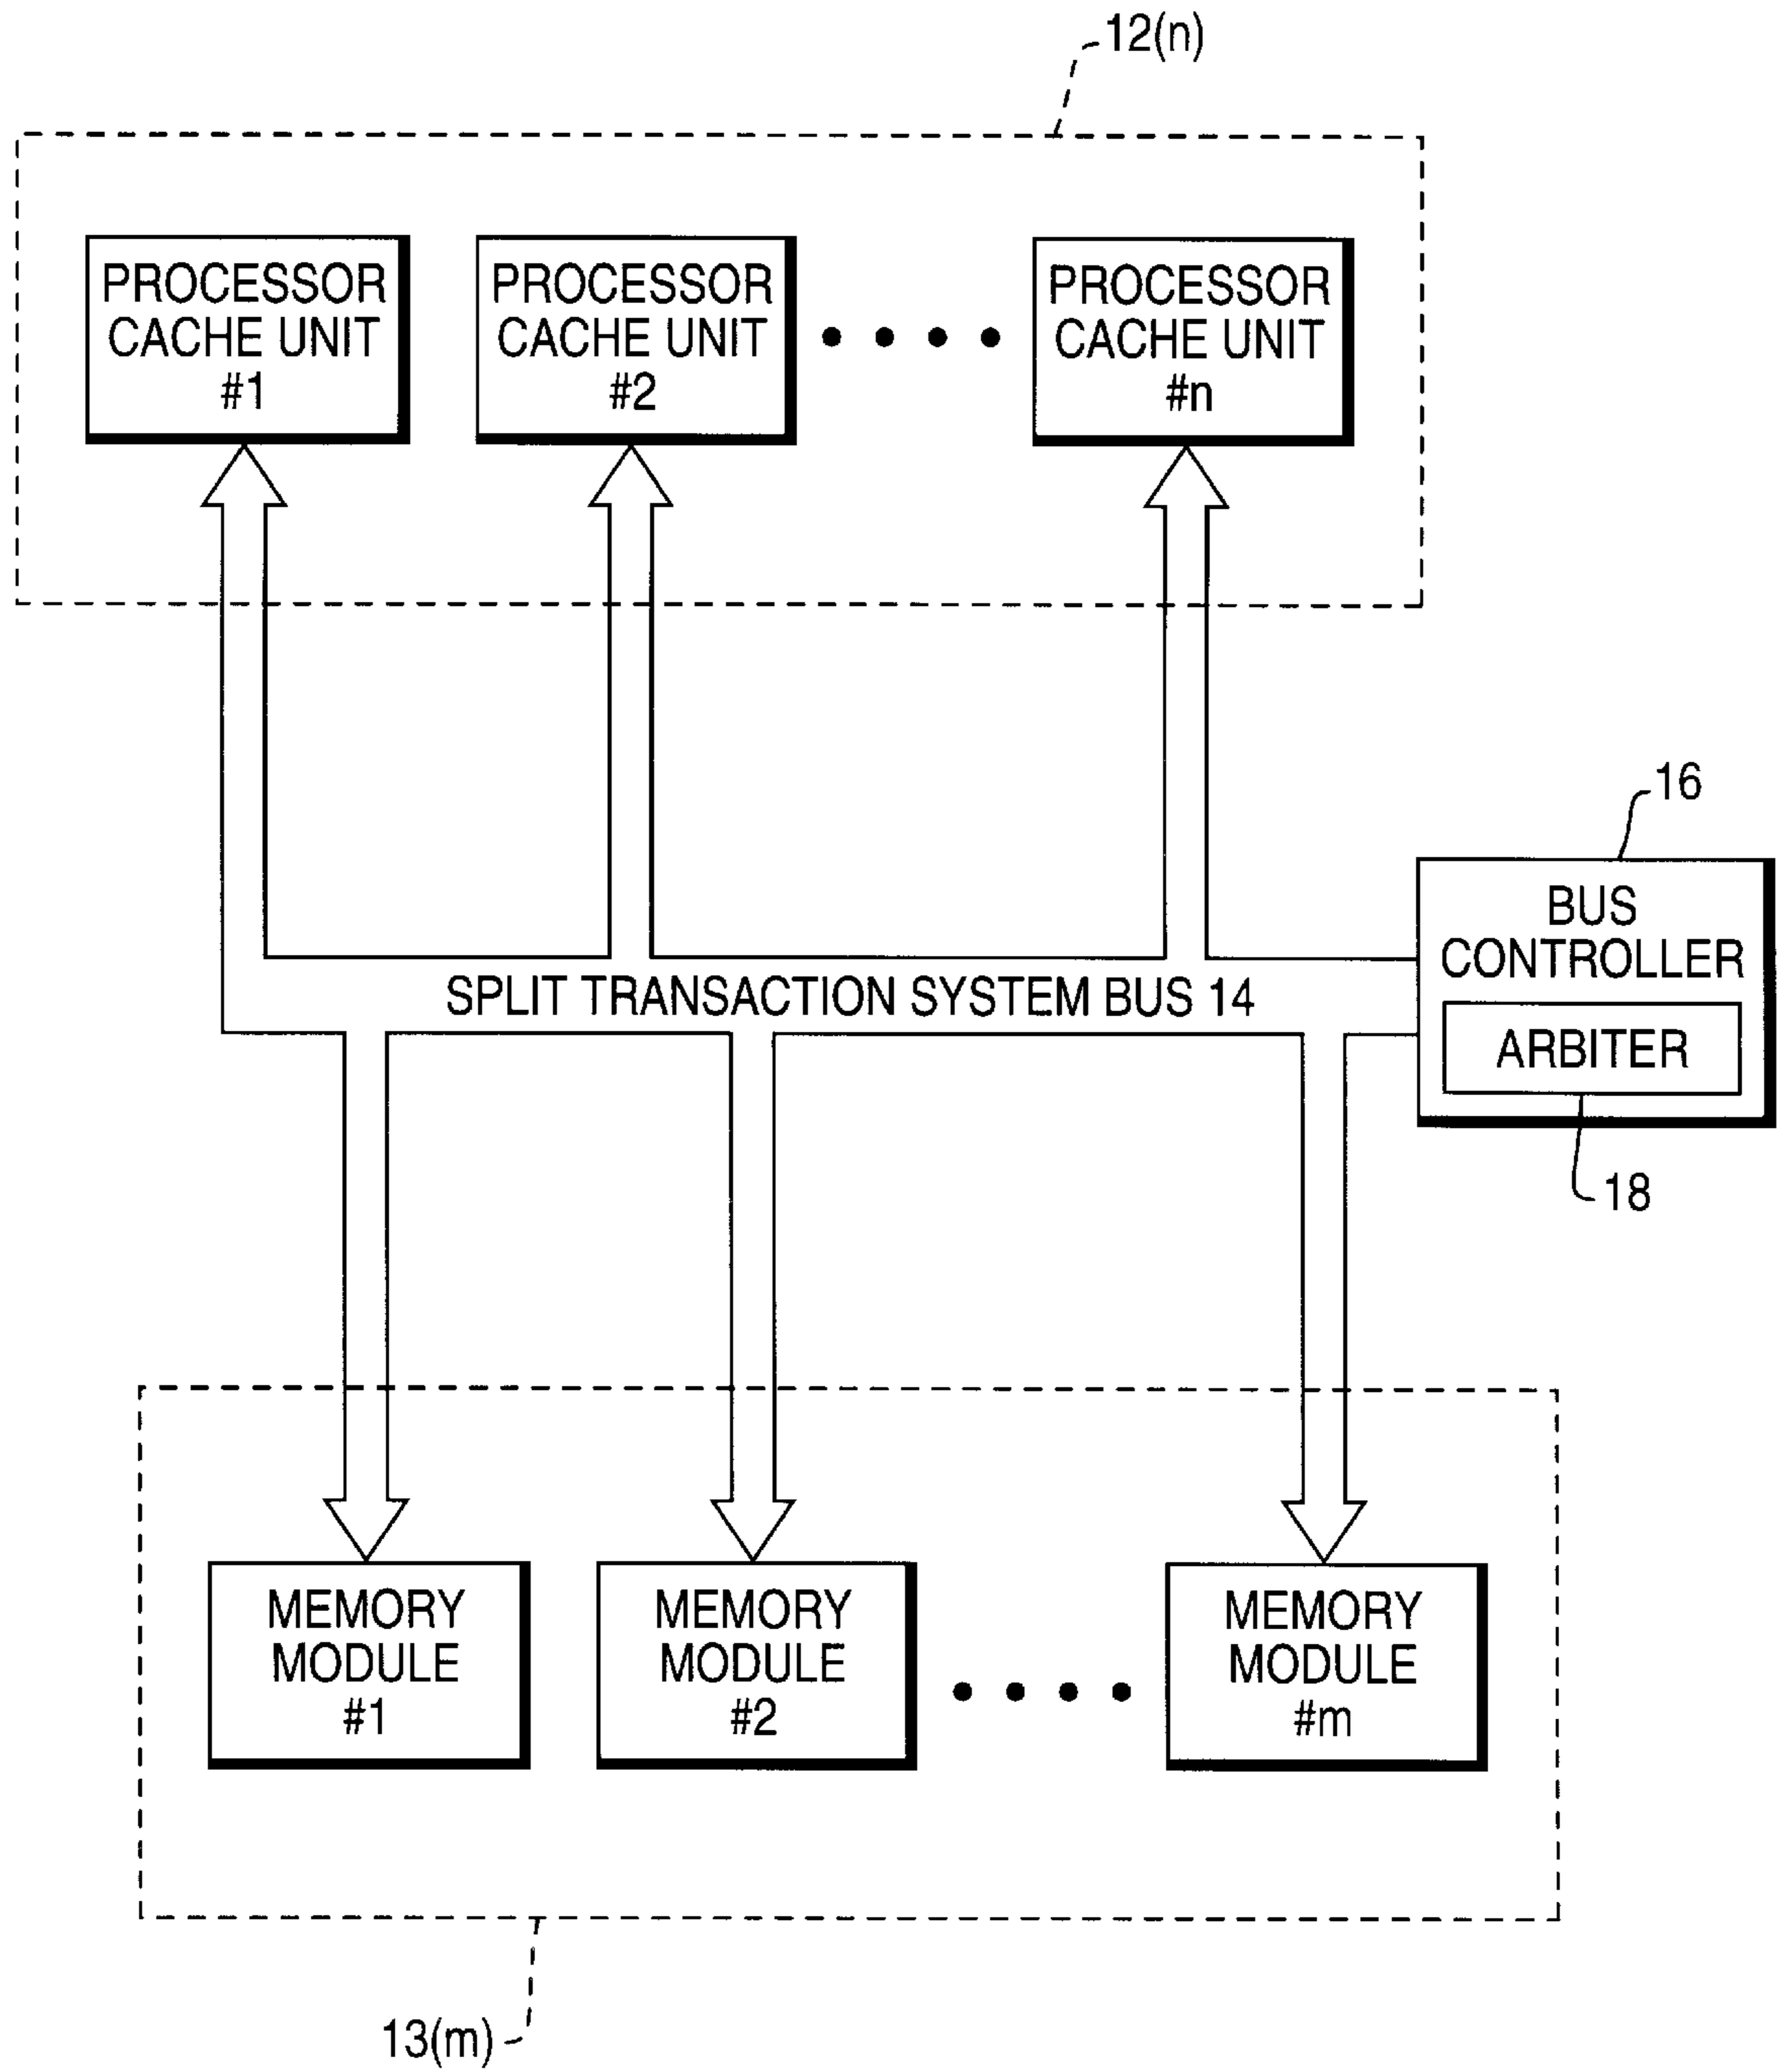 12(n)
PROCESSOR
CACHE UNIT
#1
PROCESSOR
CACHE UNIT
#2
PROCESSOR
CACHE UNIT
#n
16
BUS
CONTROLLER
SPLIT TRANSACTION SYSTEM BUS 14
ARBITER
18
MEMORY
MODULE
#1
MEMORY
MODULE
#2
MEMORY
MODULE
#m
13(m)